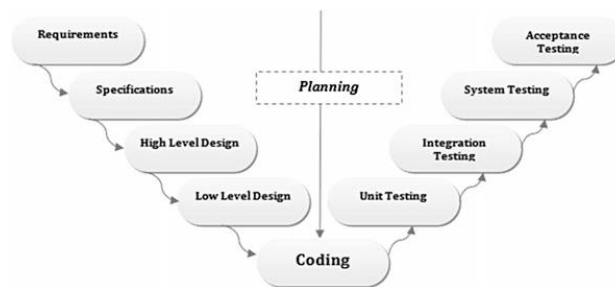 Requirements
Specifications
High Level Design
Low Level Design
Planning
Coding
Unit Testing
Integration
Testing
System Testing
Acceptance
Testing